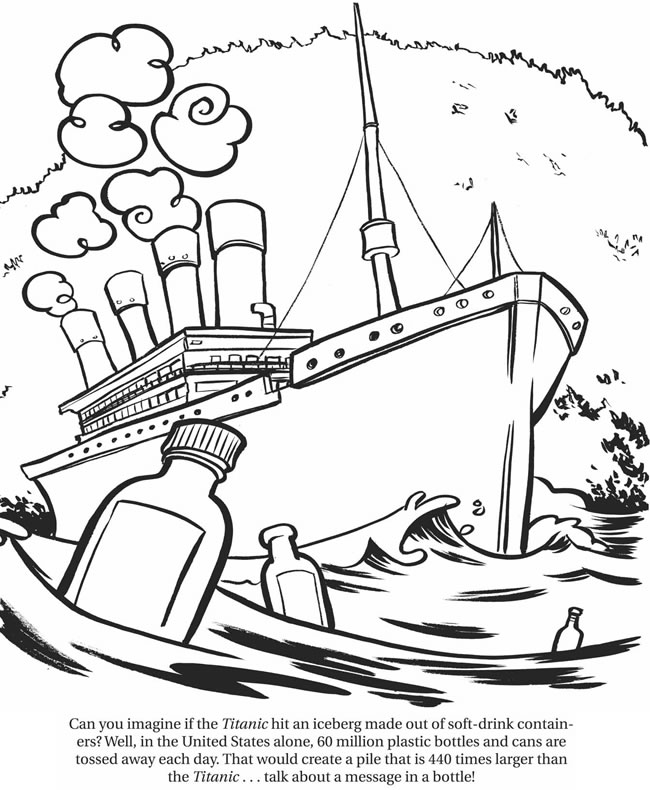 Can you imagine if the Titanic hit an iceberg made out of soft-drink contain-
ers? Well, in the United States alone, 60 million plastic bottles and cans are
tossed away each day. That would create a pile that is 440 times larger than
the Titanic . . . talk about a message in a bottle!